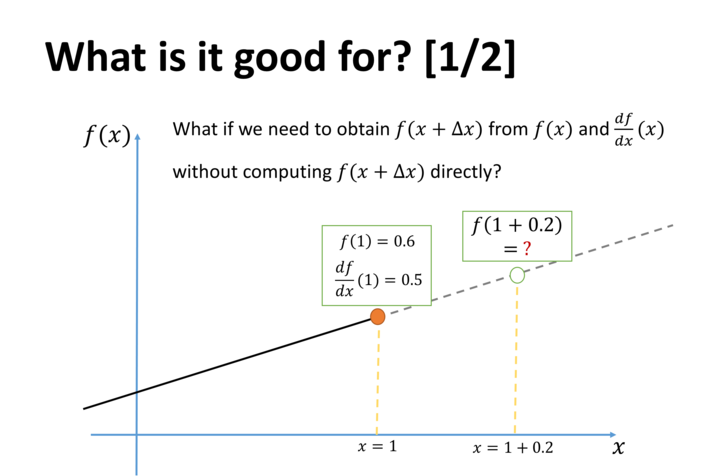 What is it good for? [1/2]
f(x)
What if we need to obtain f(x + Δx) from f(x) and df/dx (x)
without computing f(x + Δx) directly?
f(1) = 0.6
df/dx (1) = 0.5
f(1 + 0.2)
= ?
x = 1
x = 1 + 0.2
x